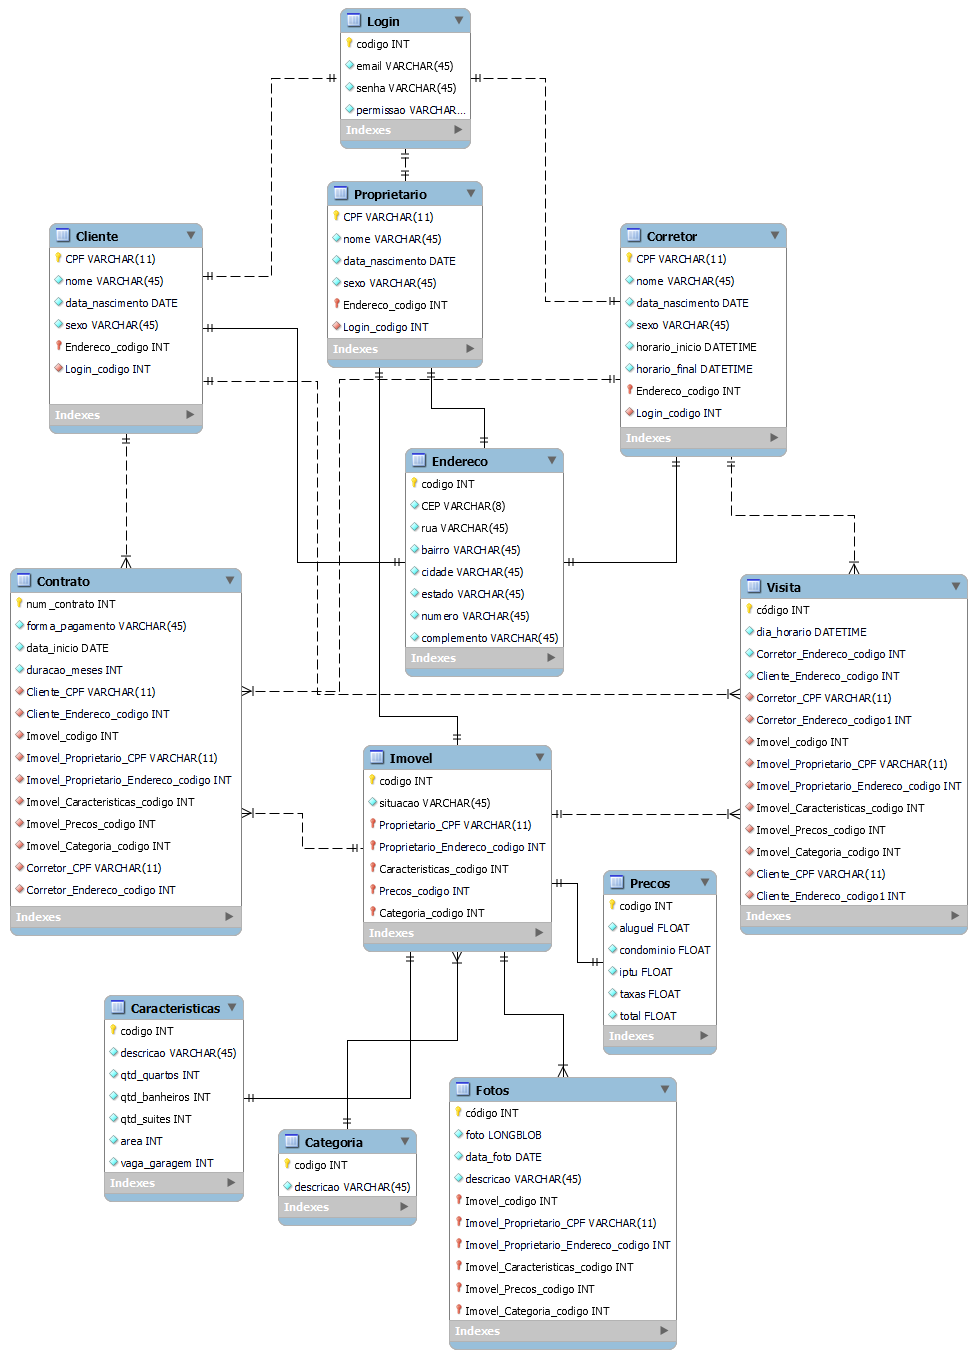 Login
codigo INT
email VARCHAR(45)
senha VARCHAR(45)
permissao VARCHAR...
Indexes
Proprietario
CPF VARCHAR(11)
nome VARCHAR(45)
data_nascimento DATE
sexo VARCHAR(45)
Endereco_codigo INT
Login_codigo INT
Indexes
Cliente
CPF VARCHAR(11)
nome VARCHAR(45)
data_nascimento DATE
sexo VARCHAR(45)
Endereco_codigo INT
Login_codigo INT
Indexes
Corretor
CPF VARCHAR(11)
nome VARCHAR(45)
data_nascimento DATE
sexo VARCHAR(45)
horario_inicio DATETIME
horario_final DATETIME
Endereco_codigo INT
Login_codigo INT
Indexes
Endereco
codigo INT
CEP VARCHAR(8)
rua VARCHAR(45)
bairro VARCHAR(45)
cidade VARCHAR(45)
estado VARCHAR(45)
numero VARCHAR(45)
complemento VARCHAR(45)
Indexes
Contrato
num_contrato INT
forma_pagamento VARCHAR(45)
data_inicio DATE
duracao_meses INT
Cliente_CPF VARCHAR(11)
Cliente_Endereco_codigo INT
Imovel_codigo INT
Imovel_Proprietario_CPF VARCHAR(11)
Imovel_Proprietario_Endereco_codigo INT
Imovel_Caracteristicas_codigo INT
Imovel_Precos_codigo INT
Imovel_Categoria_codigo INT
Corretor_CPF VARCHAR(11)
Corretor_Endereco_codigo INT
Indexes
Visita
código INT
dia_horario DATETIME
Corretor_Endereco_codigo INT
Cliente_Endereco_codigo INT
Corretor_CPF VARCHAR(11)
Corretor_Endereco_codigo1 INT
Imovel_codigo INT
Imovel_Proprietario_CPF VARCHAR(11)
Imovel_Proprietario_Endereco_codigo INT
Imovel_Caracteristicas_codigo INT
Imovel_Precos_codigo INT
Imovel_Categoria_codigo INT
Cliente_CPF VARCHAR(11)
Cliente_Endereco_codigo1 INT
Indexes
Imovel
codigo INT
situacao VARCHAR(45)
Proprietario_CPF VARCHAR(11)
Proprietario_Endereco_codigo INT
Caracteristicas_codigo INT
Precos_codigo INT
Categoria_codigo INT
Indexes
Precos
codigo INT
aluguel FLOAT
condominio FLOAT
iptu FLOAT
taxas FLOAT
total FLOAT
Indexes
Caracteristicas
codigo INT
descricao VARCHAR(45)
qtd_quartos INT
qtd_banheiros INT
qtd_suites INT
area INT
vaga_garagem INT
Indexes
Categoria
codigo INT
descricao VARCHAR(45)
Indexes
Fotos
código INT
foto LONGBLOB
data_foto DATE
descricao VARCHAR(45)
Imovel_codigo INT
Imovel_Proprietario_CPF VARCHAR(11)
Imovel_Proprietario_Endereco_codigo INT
Imovel_Caracteristicas_codigo INT
Imovel_Precos_codigo INT
Imovel_Categoria_codigo INT
Indexes